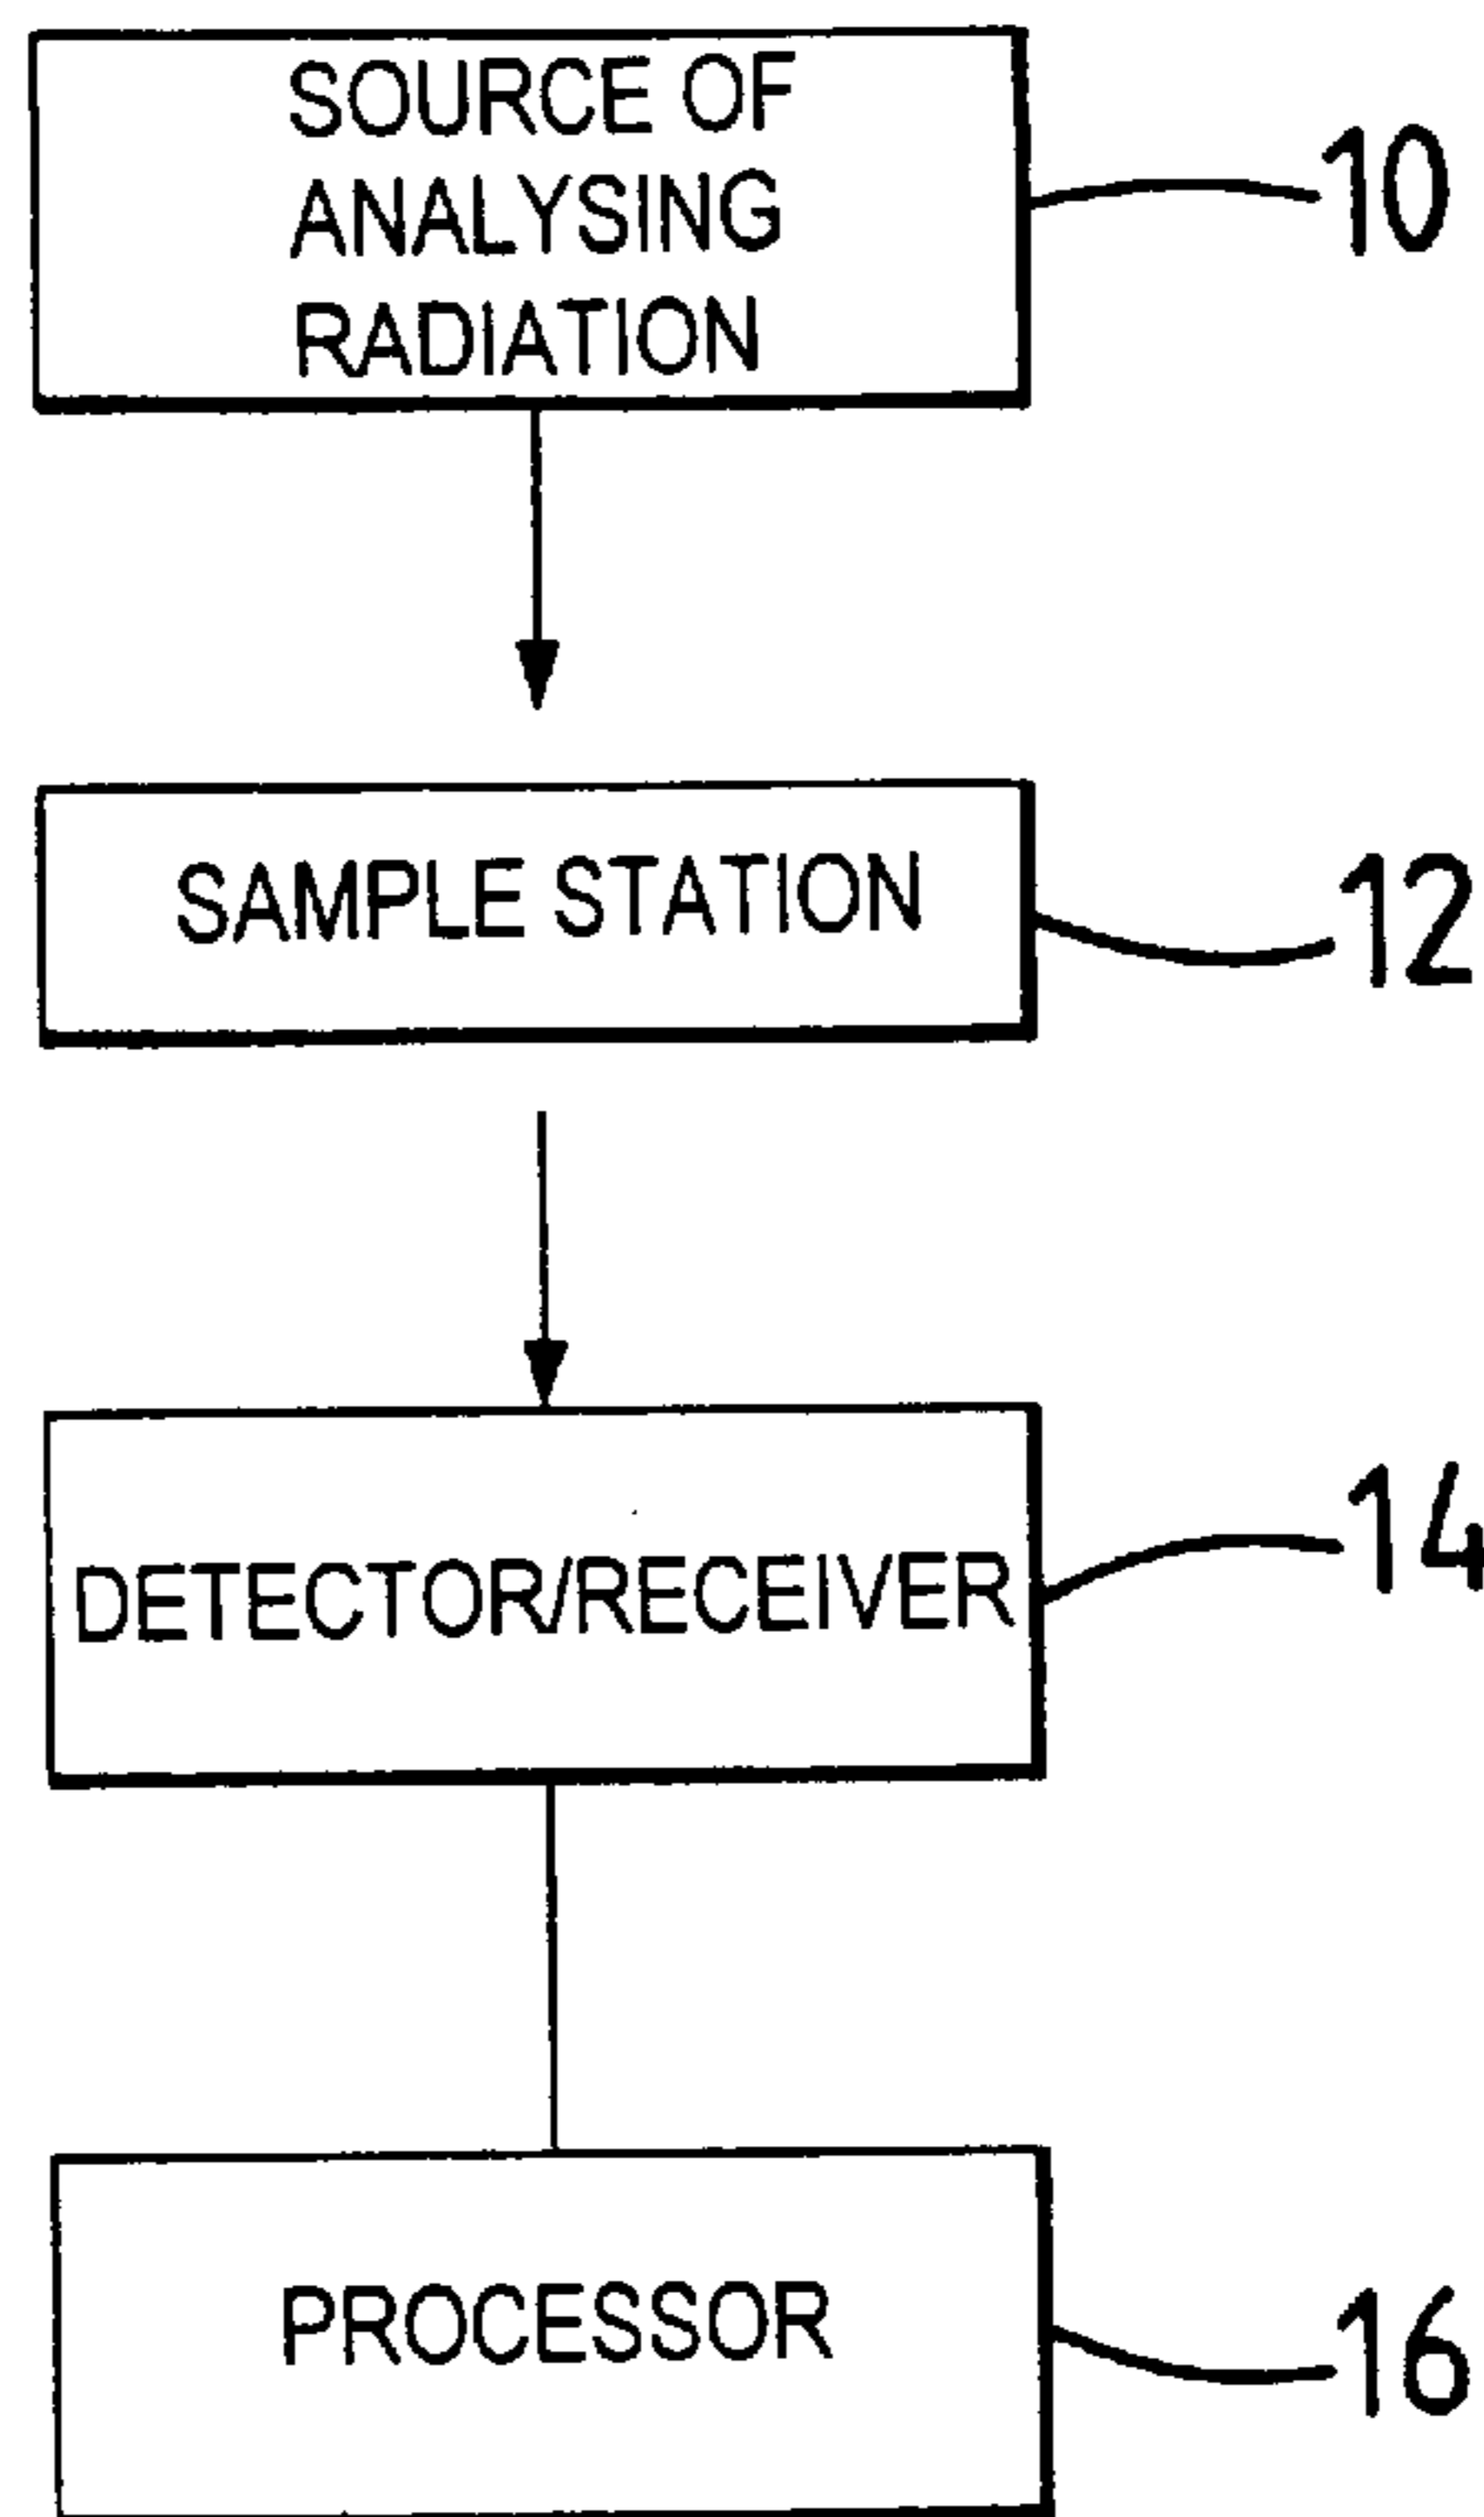 SOURCE OF
ANALYSING
RADIATION
10
SAMPLE STATION
12
DETECTOR/RECEIVER
14
PROCESSOR
16